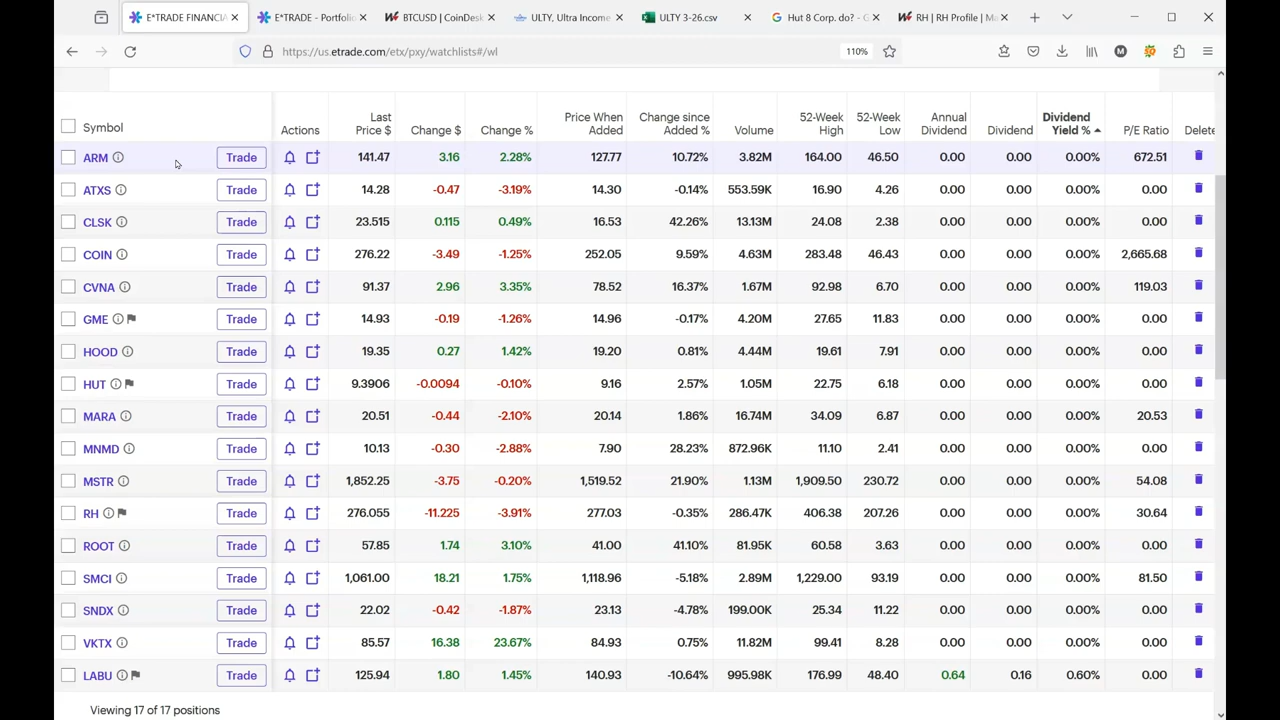 E*TRADE FINANCIA
E*TRADE - Portfolio
BTCUSD | CoinDesk
ULTY, Ultra Income
ULTY 3-26.csv
Hut 8 Corp. do? - G
RH | RH Profile | Ma
https://us.etrade.com/etx/pxy/watchlists#/wl
110%
Symbol Actions Last Price $ Change $ Change % Price When Added Change since Added % Volume 52-Week High 52-Week Low Annual Dividend Dividend Dividend Yield % P/E Ratio Delete
ARM Trade 141.47 3.16 2.28% 127.77 10.72% 3.82M 164.00 46.50 0.00 0.00 0.00% 672.51
ATXS Trade 14.28 -0.47 -3.19% 14.30 -0.14% 553.59K 16.90 4.26 0.00 0.00 0.00% 0.00
CLSK Trade 23.515 0.115 0.49% 16.53 42.26% 13.13M 24.08 2.38 0.00 0.00 0.00% 0.00
COIN Trade 276.22 -3.49 -1.25% 252.05 9.59% 4.63M 283.48 46.43 0.00 0.00 0.00% 2,665.68
CVNA Trade 91.37 2.96 3.35% 78.52 16.37% 1.67M 92.98 6.70 0.00 0.00 0.00% 119.03
GME Trade 14.93 -0.19 -1.26% 14.96 -0.17% 4.20M 27.65 11.83 0.00 0.00 0.00% 0.00
HOOD Trade 19.35 0.27 1.42% 19.20 0.81% 4.44M 19.61 7.91 0.00 0.00 0.00% 0.00
HUT Trade 9.3906 -0.0094 -0.10% 9.16 2.57% 1.05M 22.75 6.18 0.00 0.00 0.00% 0.00
MARA Trade 20.51 -0.44 -2.10% 20.14 1.86% 16.74M 34.09 6.87 0.00 0.00 0.00% 20.53
MNMD Trade 10.13 -0.30 -2.88% 7.90 28.23% 872.96K 11.10 2.41 0.00 0.00 0.00% 0.00
MSTR Trade 1,852.25 -3.75 -0.20% 1,519.52 21.90% 1.13M 1,909.50 230.72 0.00 0.00 0.00% 54.08
RH Trade 276.055 -11.225 -3.91% 277.03 -0.35% 286.47K 406.38 207.26 0.00 0.00 0.00% 30.64
ROOT Trade 57.85 1.74 3.10% 41.00 41.10% 81.95K 60.58 3.63 0.00 0.00 0.00% 0.00
SMCI Trade 1,061.00 18.21 1.75% 1,118.96 -5.18% 2.89M 1,229.00 93.19 0.00 0.00 0.00% 81.50
SNDX Trade 22.02 -0.42 -1.87% 23.13 -4.78% 199.00K 25.34 11.22 0.00 0.00 0.00% 0.00
VKTX Trade 85.57 16.38 23.67% 84.93 0.75% 11.82M 99.41 8.28 0.00 0.00 0.00% 0.00
LABU Trade 125.94 1.80 1.45% 140.93 -10.64% 995.98K 176.99 48.40 0.64 0.16 0.60% 0.00
Viewing 17 of 17 positions